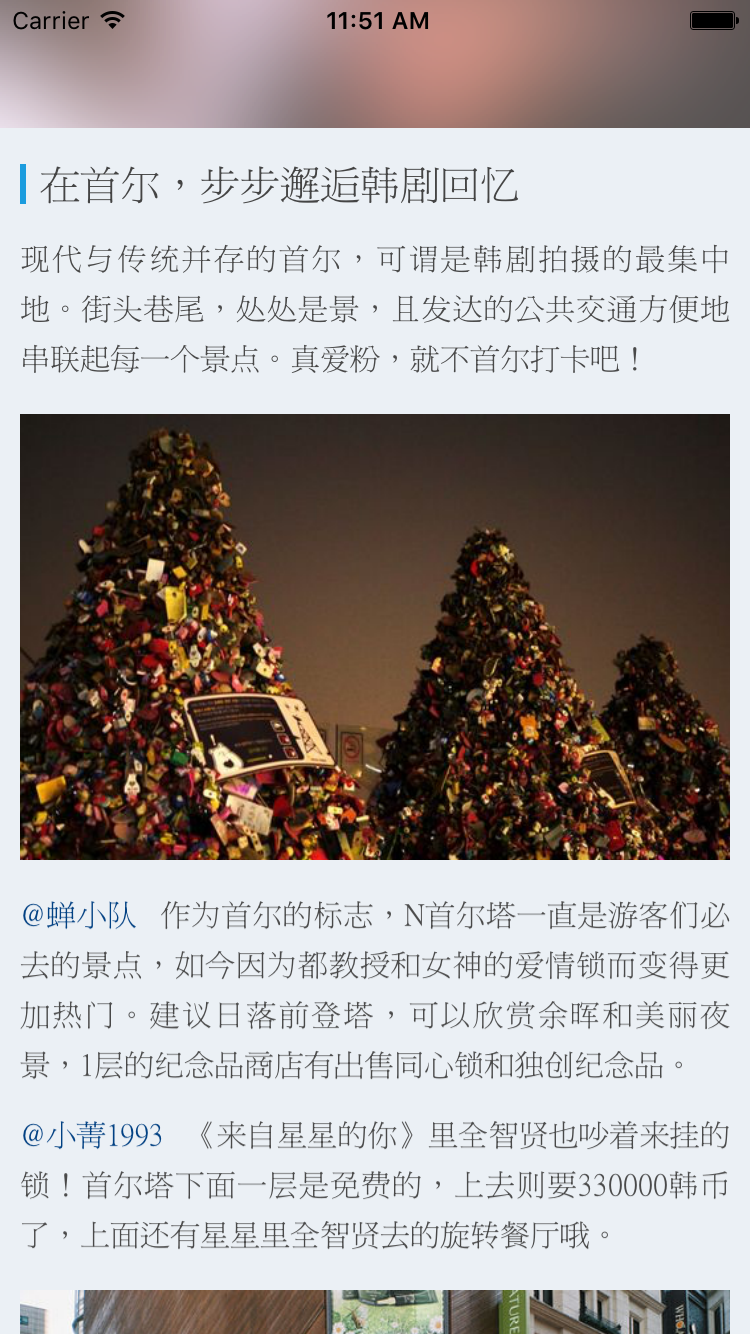 Carrier 11:51 AM
在首尔，步步邂逅韩剧回忆
现代与传统并存的首尔，可谓是韩剧拍摄的最集中
地。街头巷尾，处处是景，且发达的公共交通方便地
串联起每一个景点。真爱粉，就不首尔打卡吧！
@蝉小队 作为首尔的标志，N首尔塔一直是游客们必
去的景点，如今因为都教授和女神的爱情锁而变得更
加热门。建议日落前登塔，可以欣赏余晖和美丽夜
景，1层的纪念品商店有出售同心锁和独创纪念品。
@小菁1993 《来自星星的你》里全智贤也吵着来挂的
锁！首尔塔下面一层是免费的，上去则要330000韩币
了，上面还有星星里全智贤去的旋转餐厅哦。